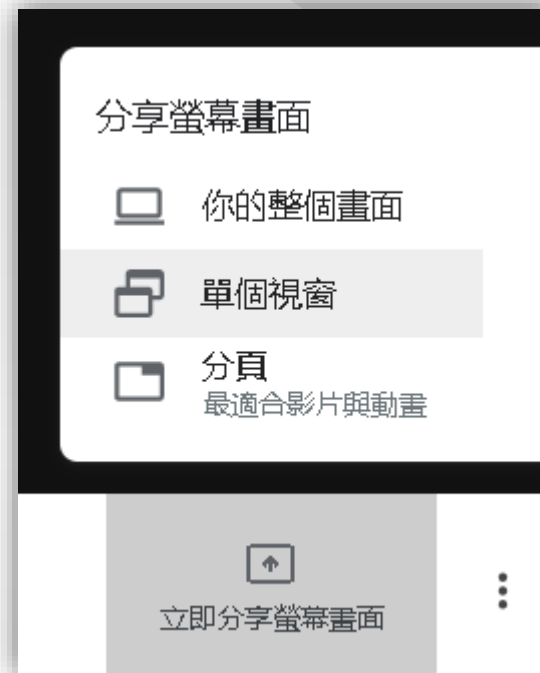 分享螢幕畫面
你的整個畫面
單個視窗
分頁
最適合影片與動畫
立即分享螢幕畫面